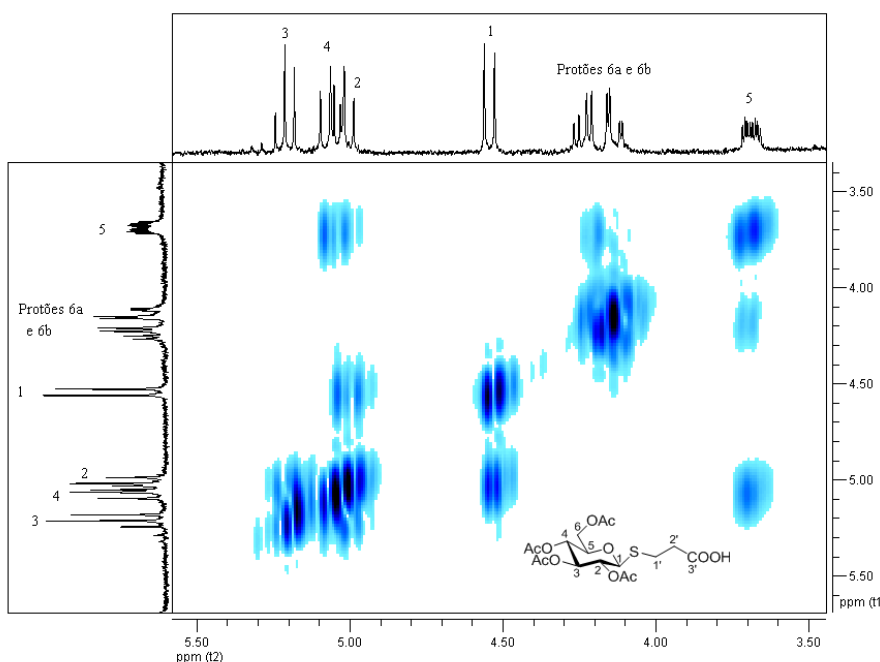 3
4
2
1
Protões 6a e 6b
5
5
Protões 6a
e 6b
1
2
4
3
3.50
4.00
4.50
5.00
5.50
ppm (t1
6
OAc
4
AcO
AcO
5
O
3
2
OAc
1
S
1'
2'
COOH
3'
5.50
5.00
4.50
4.00
3.50
ppm (t2)